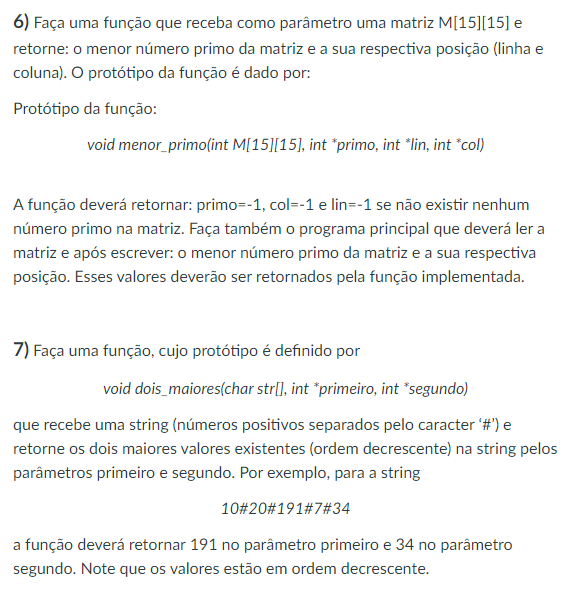 6) Faça uma função que receba como parâmetro uma matriz M[15][15] e
retorne: o menor número primo da matriz e a sua respectiva posição (linha e
coluna). O protótipo da função é dado por:
Protótipo da função:
void menor_primo(int M[15][15], int *primo, int *lin, int *col)
A função deverá retornar: primo=-1, col=-1 e lin=-1 se não existir nenhum
número primo na matriz. Faça também o programa principal que deverá ler a
matriz e após escrever: o menor número primo da matriz e a sua respectiva
posição. Esses valores deverão ser retornados pela função implementada.
7) Faça uma função, cujo protótipo é definido por
void dois_maiores(char str[], int *primeiro, int *segundo)
que recebe uma string (números positivos separados pelo caracter ‘#’) e
retorne os dois maiores valores existentes (ordem decrescente) na string pelos
parâmetros primeiro e segundo. Por exemplo, para a string
10#20#191#7#34
a função deverá retornar 191 no parâmetro primeiro e 34 no parâmetro
segundo. Note que os valores estão em ordem decrescente.